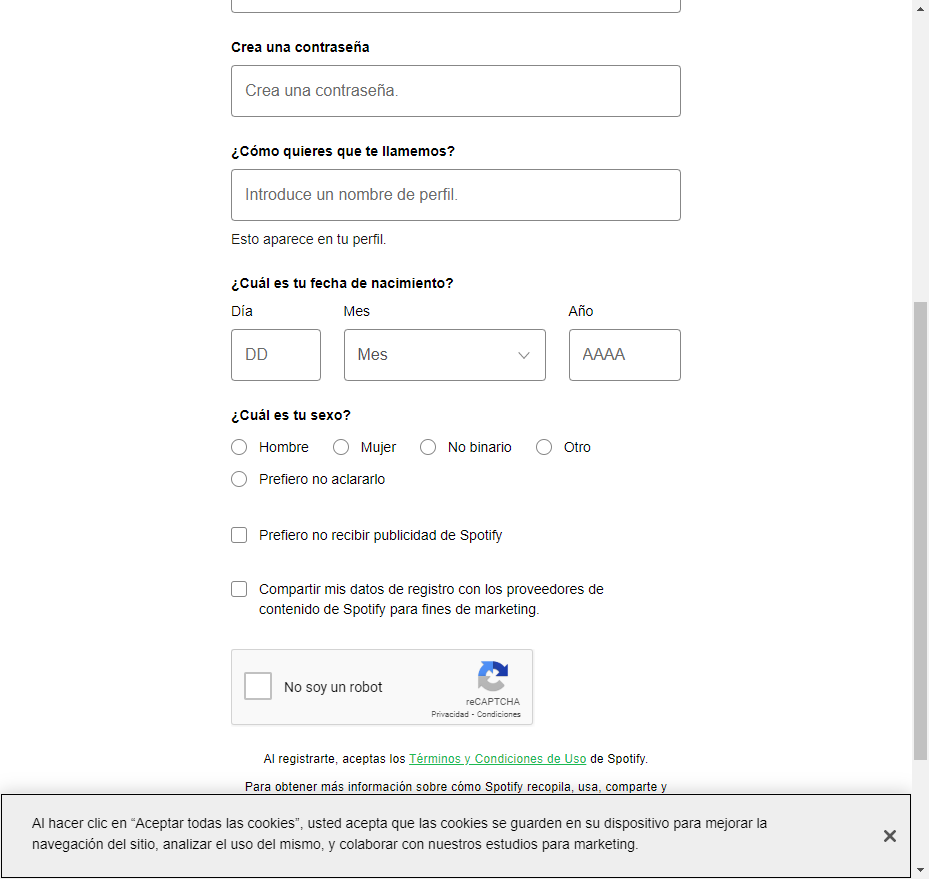 Crea una contraseña
Crea una contraseña.
¿Cómo quieres que te llamemos?
Introduce un nombre de perfil.
Esto aparece en tu perfil.
¿Cuál es tu fecha de nacimiento?
Día Mes Año
DD Mes AAAA
¿Cuál es tu sexo?
Hombre Mujer No binario Otro
Prefiero no aclararlo
Prefiero no recibir publicidad de Spotify
Compartir mis datos de registro con los proveedores de
contenido de Spotify para fines de marketing.
No soy un robot
reCAPTCHA
Privacidad - Condiciones
Al registrarte, aceptas los Términos y Condiciones de Uso de Spotify.
Para obtener más información sobre cómo Spotify recopila, usa, comparte y
Al hacer clic en “Aceptar todas las cookies”, usted acepta que las cookies se guarden en su dispositivo para mejorar la
navegación del sitio, analizar el uso del mismo, y colaborar con nuestros estudios para marketing.